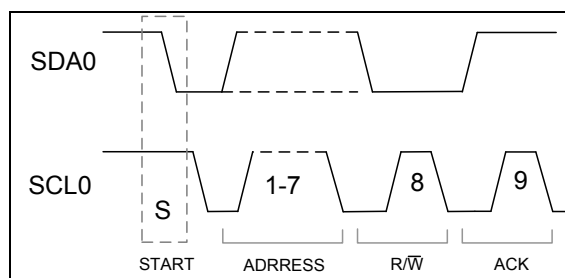 SDA0
SCL0
S
1-7
8
9
START
ADRRESS
R/W̅
ACK